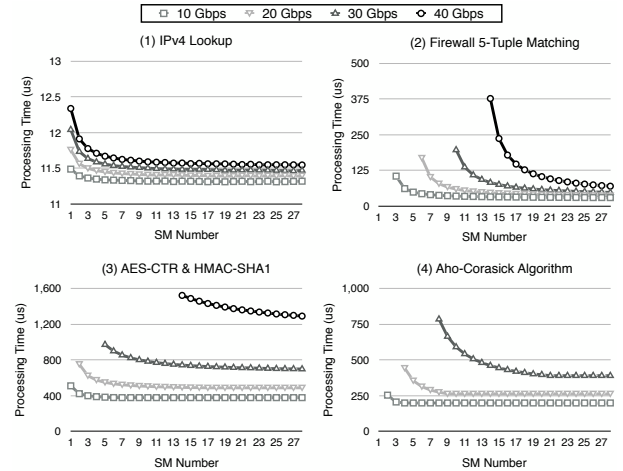 10 Gbps 20 Gbps 30 Gbps 40 Gbps
(1) IPv4 Lookup
Processing Time (us)
13
12.5
12
11.5
11
1 3 5 7 9 11 13 15 17 19 21 23 25 27
SM Number
(2) Firewall 5-Tuple Matching
Processing Time (us)
500
375
250
125
0
1 3 5 7 9 11 13 15 17 19 21 23 25 27
SM Number
(3) AES-CTR & HMAC-SHA1
Processing Time (us)
1,600
1,200
800
400
0
1 3 5 7 9 11 13 15 17 19 21 23 25 27
SM Number
(4) Aho-Corasick Algorithm
Processing Time (us)
1,000
750
500
250
0
1 3 5 7 9 11 13 15 17 19 21 23 25 27
SM Number